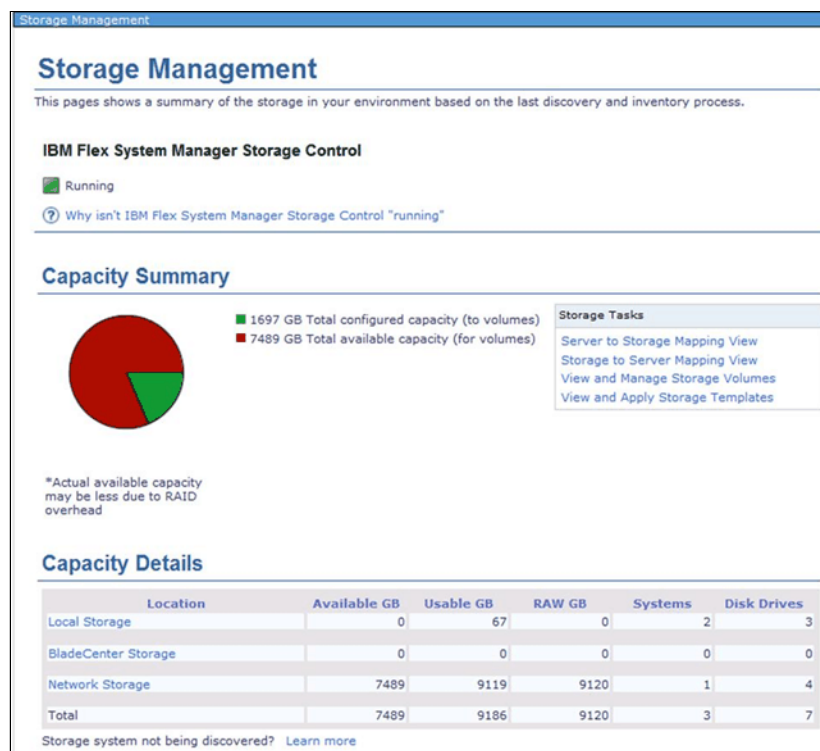 Storage Management
Storage Management
This pages shows a summary of the storage in your environment based on the last discovery and inventory process.
IBM Flex System Manager Storage Control
Running
? Why isn't IBM Flex System Manager Storage Control "running"
Capacity Summary
1697 GB Total configured capacity (to volumes)
7489 GB Total available capacity (for volumes)
Storage Tasks
Server to Storage Mapping View
Storage to Server Mapping View
View and Manage Storage Volumes
View and Apply Storage Templates
*Actual available capacity
may be less due to RAID
overhead
Capacity Details
Location Available GB Usable GB RAW GB Systems Disk Drives
Local Storage 0 67 0 2 3
BladeCenter Storage 0 0 0 0 0
Network Storage 7489 9119 9120 1 4
Total 7489 9186 9120 3 7
Storage system not being discovered? Learn more